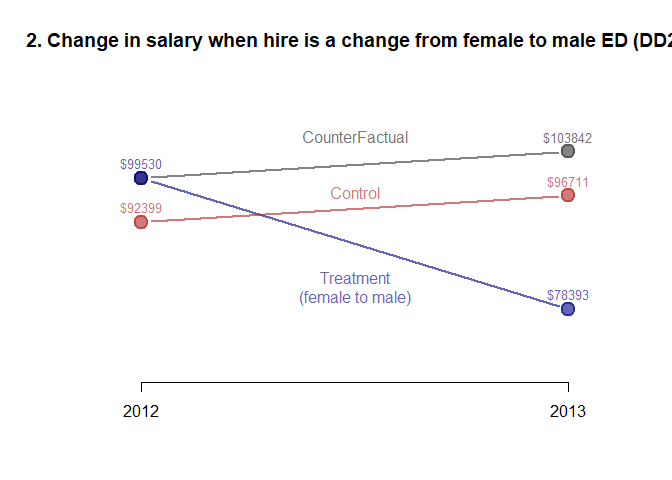 2. Change in salary when hire is a change from female to male ED (DD2
CounterFactual
$103842
$99530
$96711
Control
$92399
Treatment
(female to male)
$78393
2012
2013